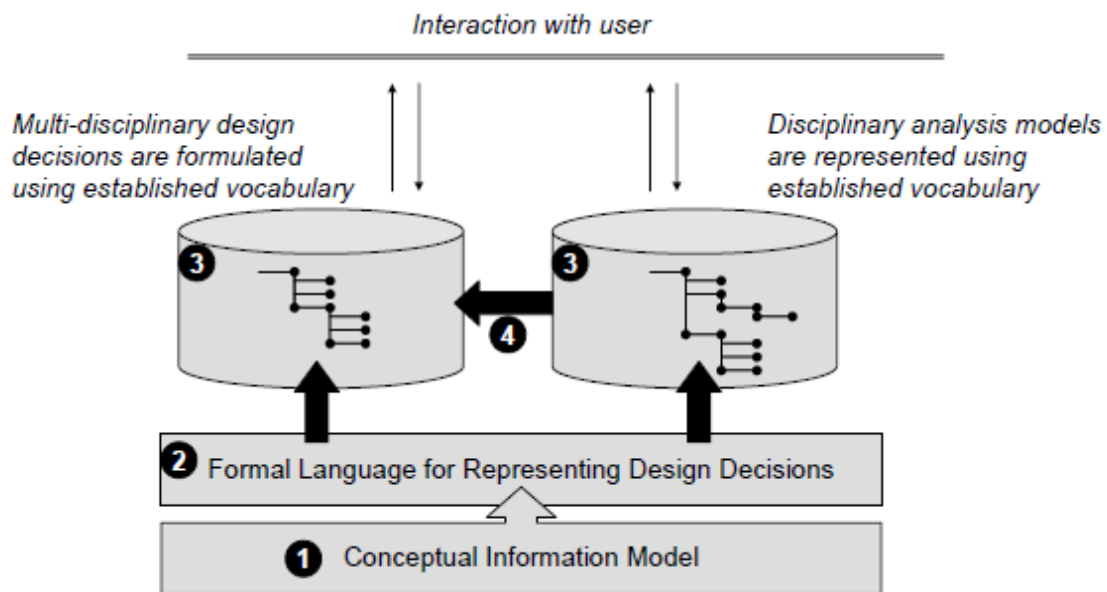 Interaction with user
Multi-disciplinary design
decisions are formulated
using established vocabulary
Disciplinary analysis models
are represented using
established vocabulary
3
3
4
2 Formal Language for Representing Design Decisions
1 Conceptual Information Model